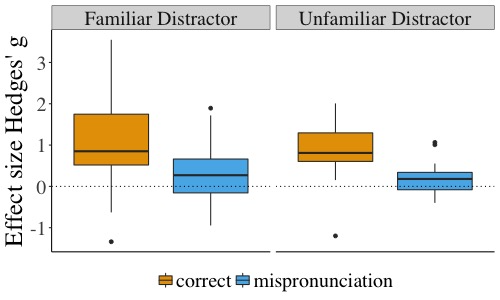 Familiar Distractor
Unfamiliar Distractor
Effect size Hedges' g
3
2
1
0
-1
correct
mispronunciation